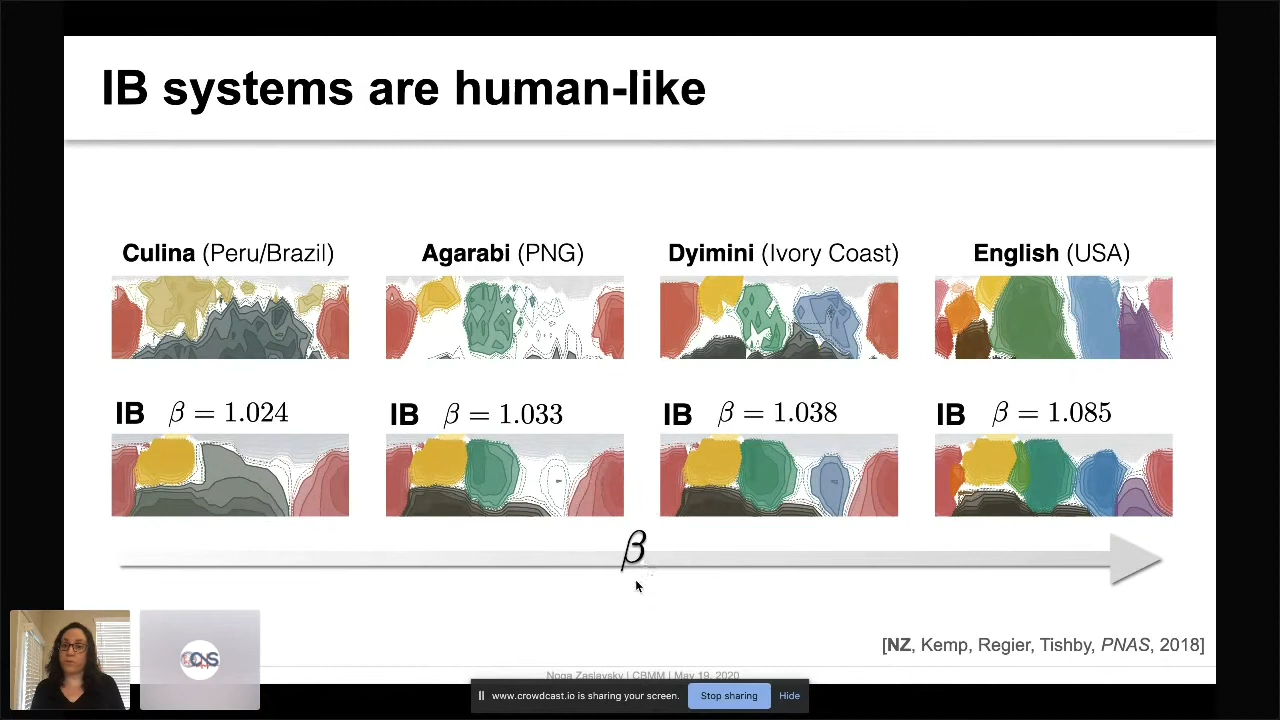 IB systems are human-like
Culina (Peru/Brazil)
Agarabi (PNG)
Dyimini (Ivory Coast)
English (USA)
IB β = 1.024
IB β = 1.033
IB β = 1.038
IB β = 1.085
β
[NZ, Kemp, Regier, Tishby, PNAS, 2018]
Noga Zaslavsky | CBMM | May 19, 2020
www.crowdcast.io is sharing your screen.
Stop sharing
Hide